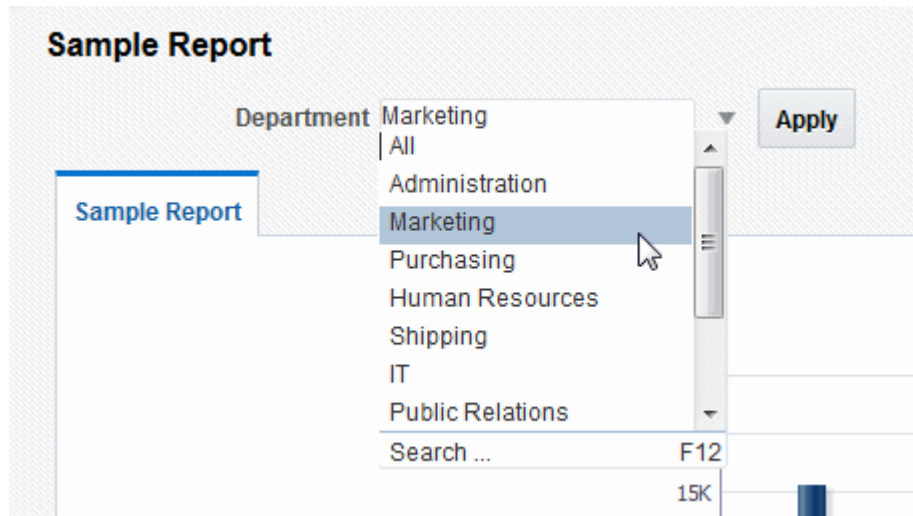 Sample Report
Department Marketing Apply
All
Administration
Sample Report
Marketing
Purchasing
Human Resources
Shipping
IT
Public Relations
Search ... F12
15K